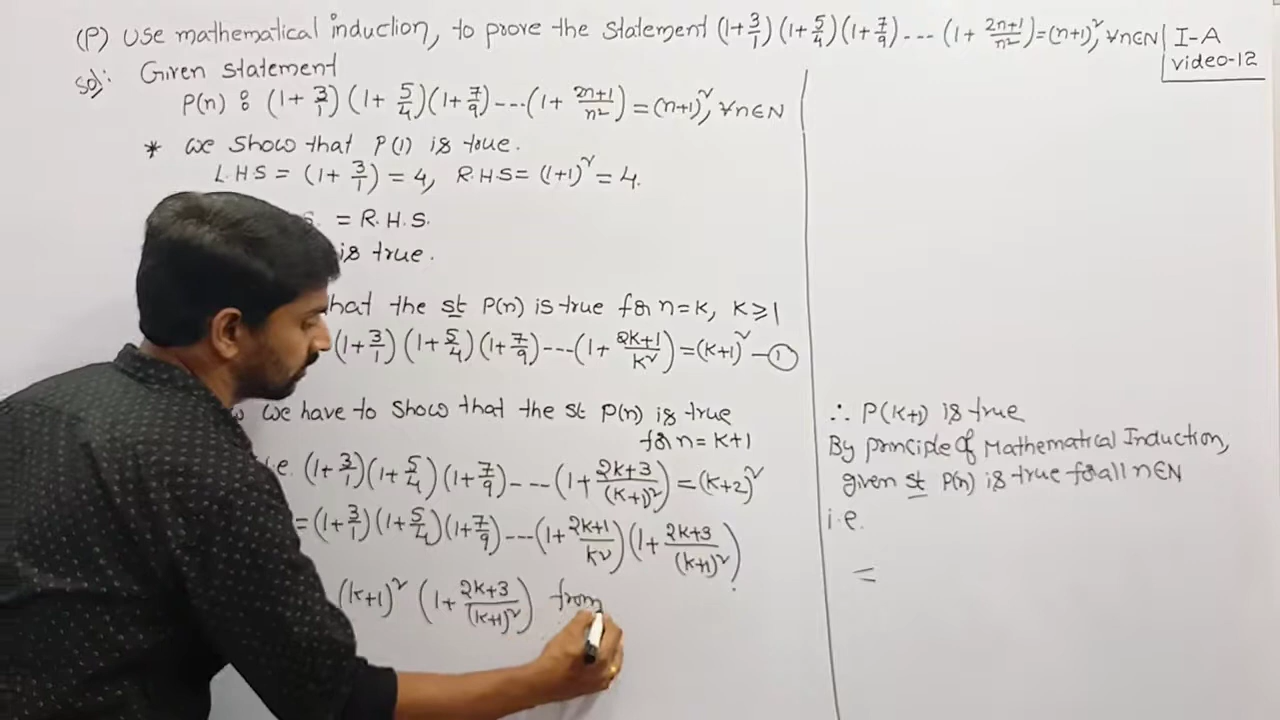 (P) Use mathematical induction, to prove the statement (1+3/1)(1+5/4)(1+7/9)---(1+(2n+1)/n²)=(n+1)², ∀n∈N
I-A
Video-12
Sol: Given statement
P(n) : (1+3/1)(1+5/4)(1+7/9)---(1+(2n+1)/n²)=(n+1)², ∀n∈N
* We show that P(1) is true.
L.H.S = (1+3/1) = 4, R.H.S = (1+1)² = 4.
= R.H.S.
is true.
that the st P(n) is true for n=k, k≥1
(1+3/1)(1+5/4)(1+7/9)---(1+(2k+1)/k²)=(k+1)² —①
we have to show that the st P(n) is true
for n=k+1
i.e. (1+3/1)(1+5/4)(1+7/9)---(1+(2k+3)/(k+1)²)=(k+2)²
=(1+3/1)(1+5/4)(1+7/9)---(1+(2k+1)/k²)(1+(2k+3)/(k+1)²)
(k+1)² (1+(2k+3)/(k+1)²) from
∴ P(k+1) is true
By principle of Mathematical Induction,
given st P(n) is true for all n∈N
i.e.
=